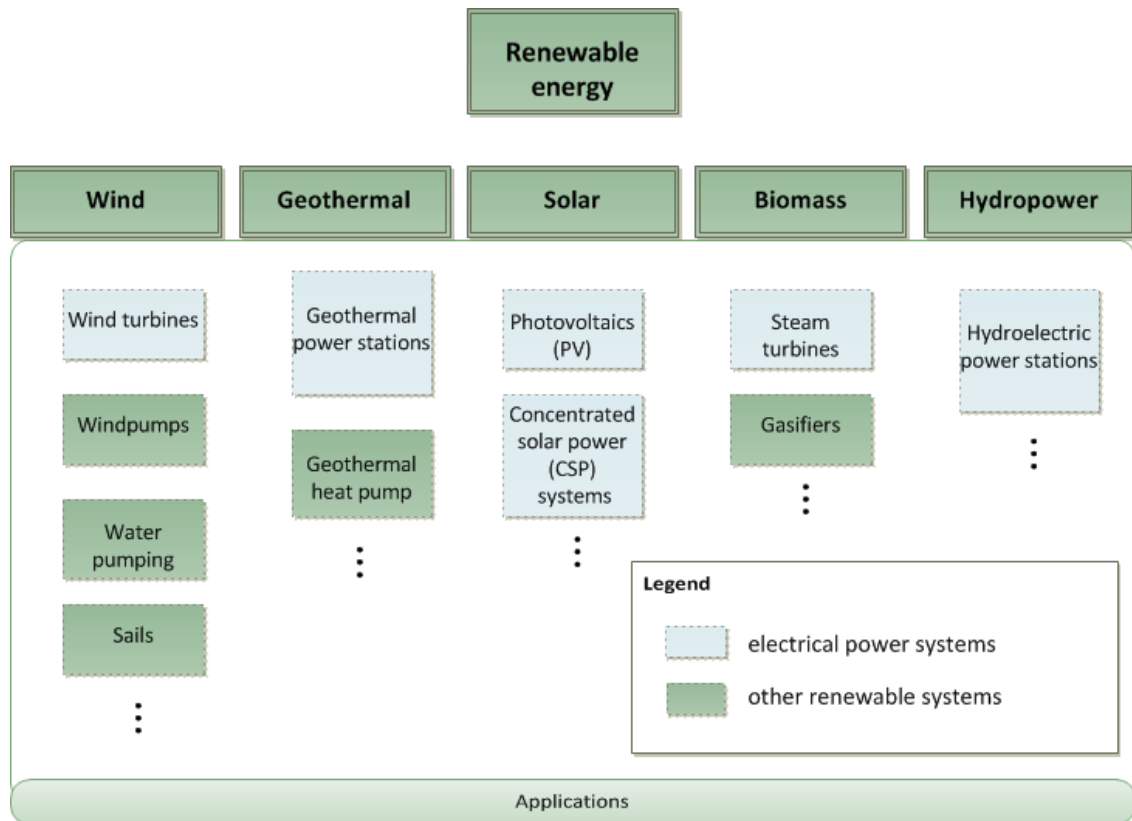 Renewable
energy
Wind
Geothermal
Solar
Biomass
Hydropower
Wind turbines
Windpumps
Water
pumping
Sails
Geothermal
power stations
Geothermal
heat pump
Photovoltaics
(PV)
Concentrated
solar power
(CSP)
systems
Steam
turbines
Gasifiers
Hydroelectric
power stations
Legend
electrical power systems
other renewable systems
Applications